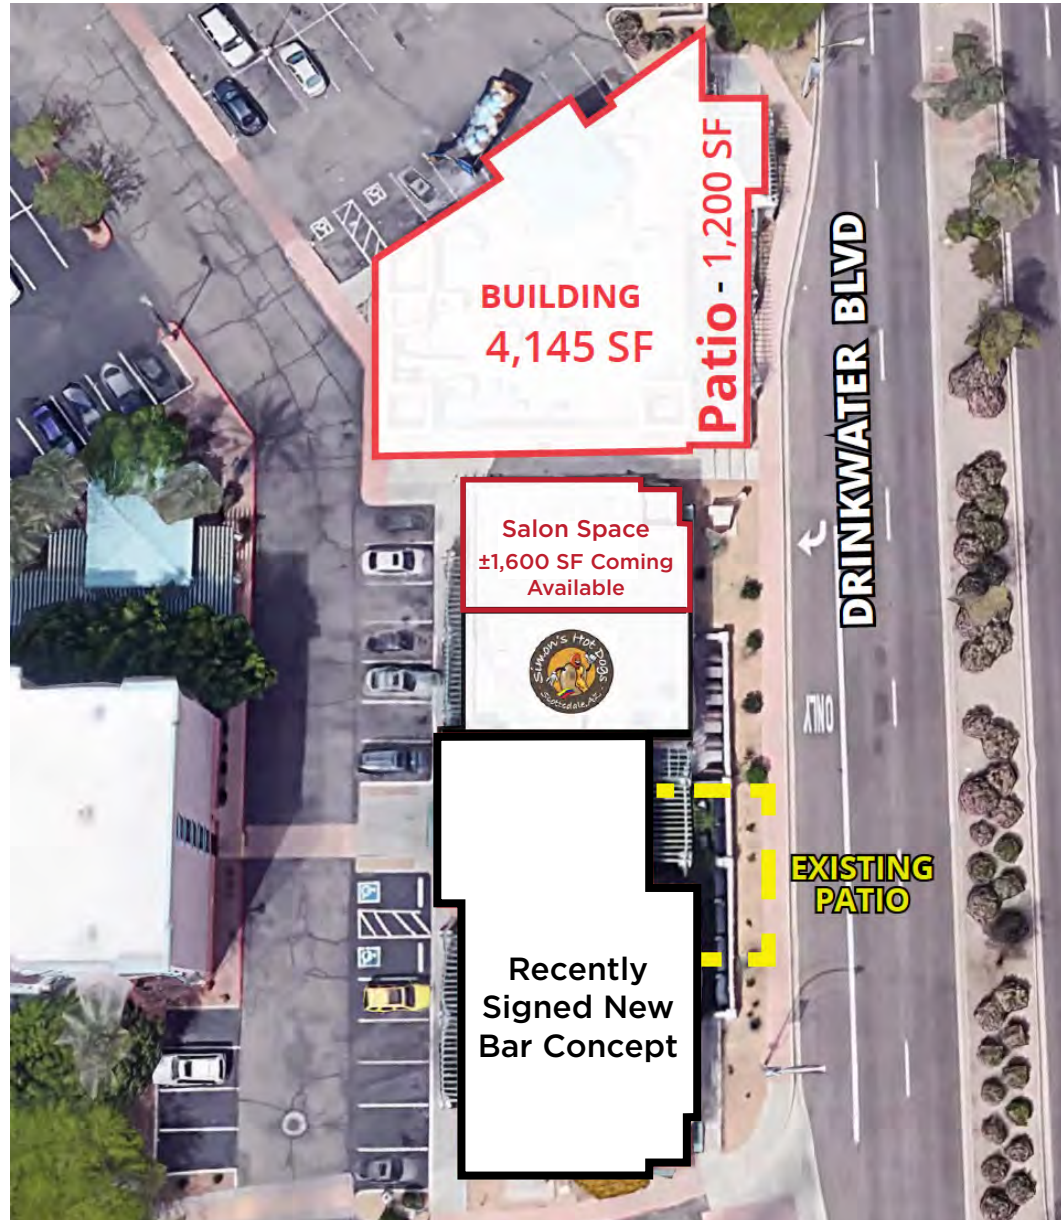 BUILDING
4,145 SF
Patio - 1,200 SF
DRINKWATER BLVD
Salon Space
±1,600 SF Coming
Available
Simon's Hot Dogs
Scottsdale, AZ
ONLY
EXISTING
PATIO
Recently
Signed New
Bar Concept